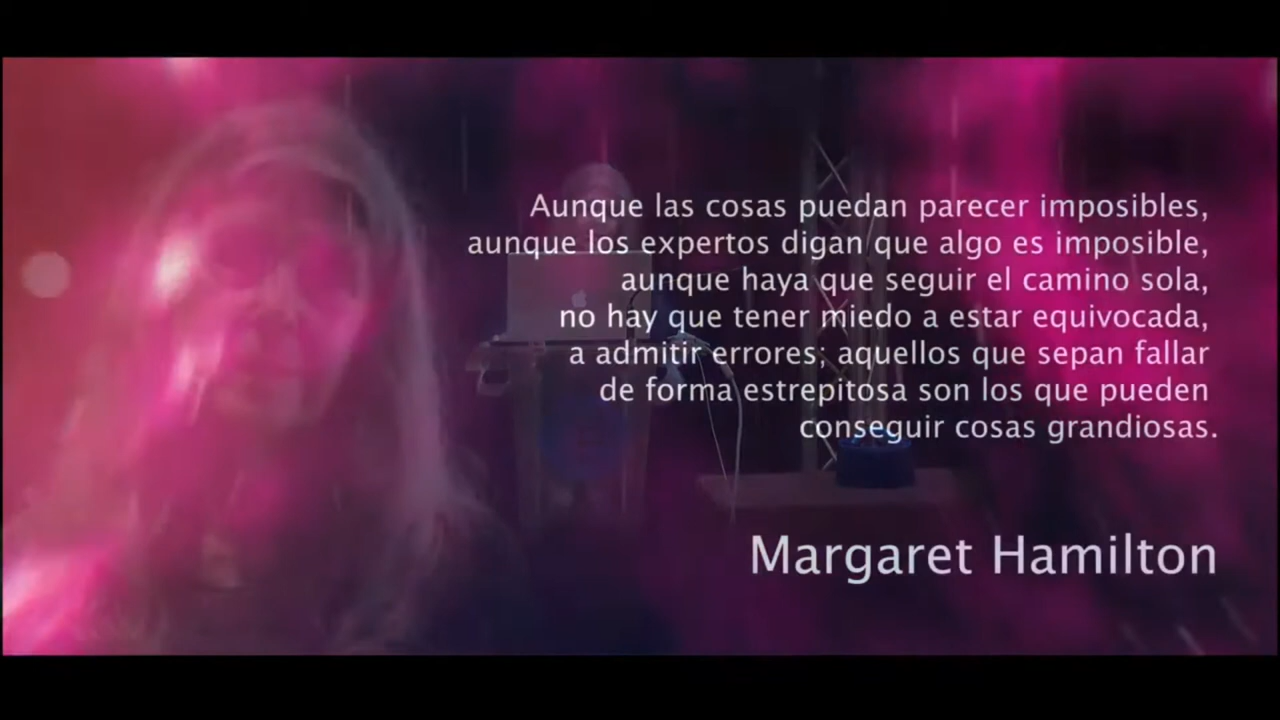 Aunque las cosas puedan parecer imposibles,
aunque los expertos digan que algo es imposible,
aunque haya que seguir el camino sola,
no hay que tener miedo a estar equivocada,
a admitir errores; aquellos que sepan fallar
de forma estrepitosa son los que pueden
conseguir cosas grandiosas.
Margaret Hamilton